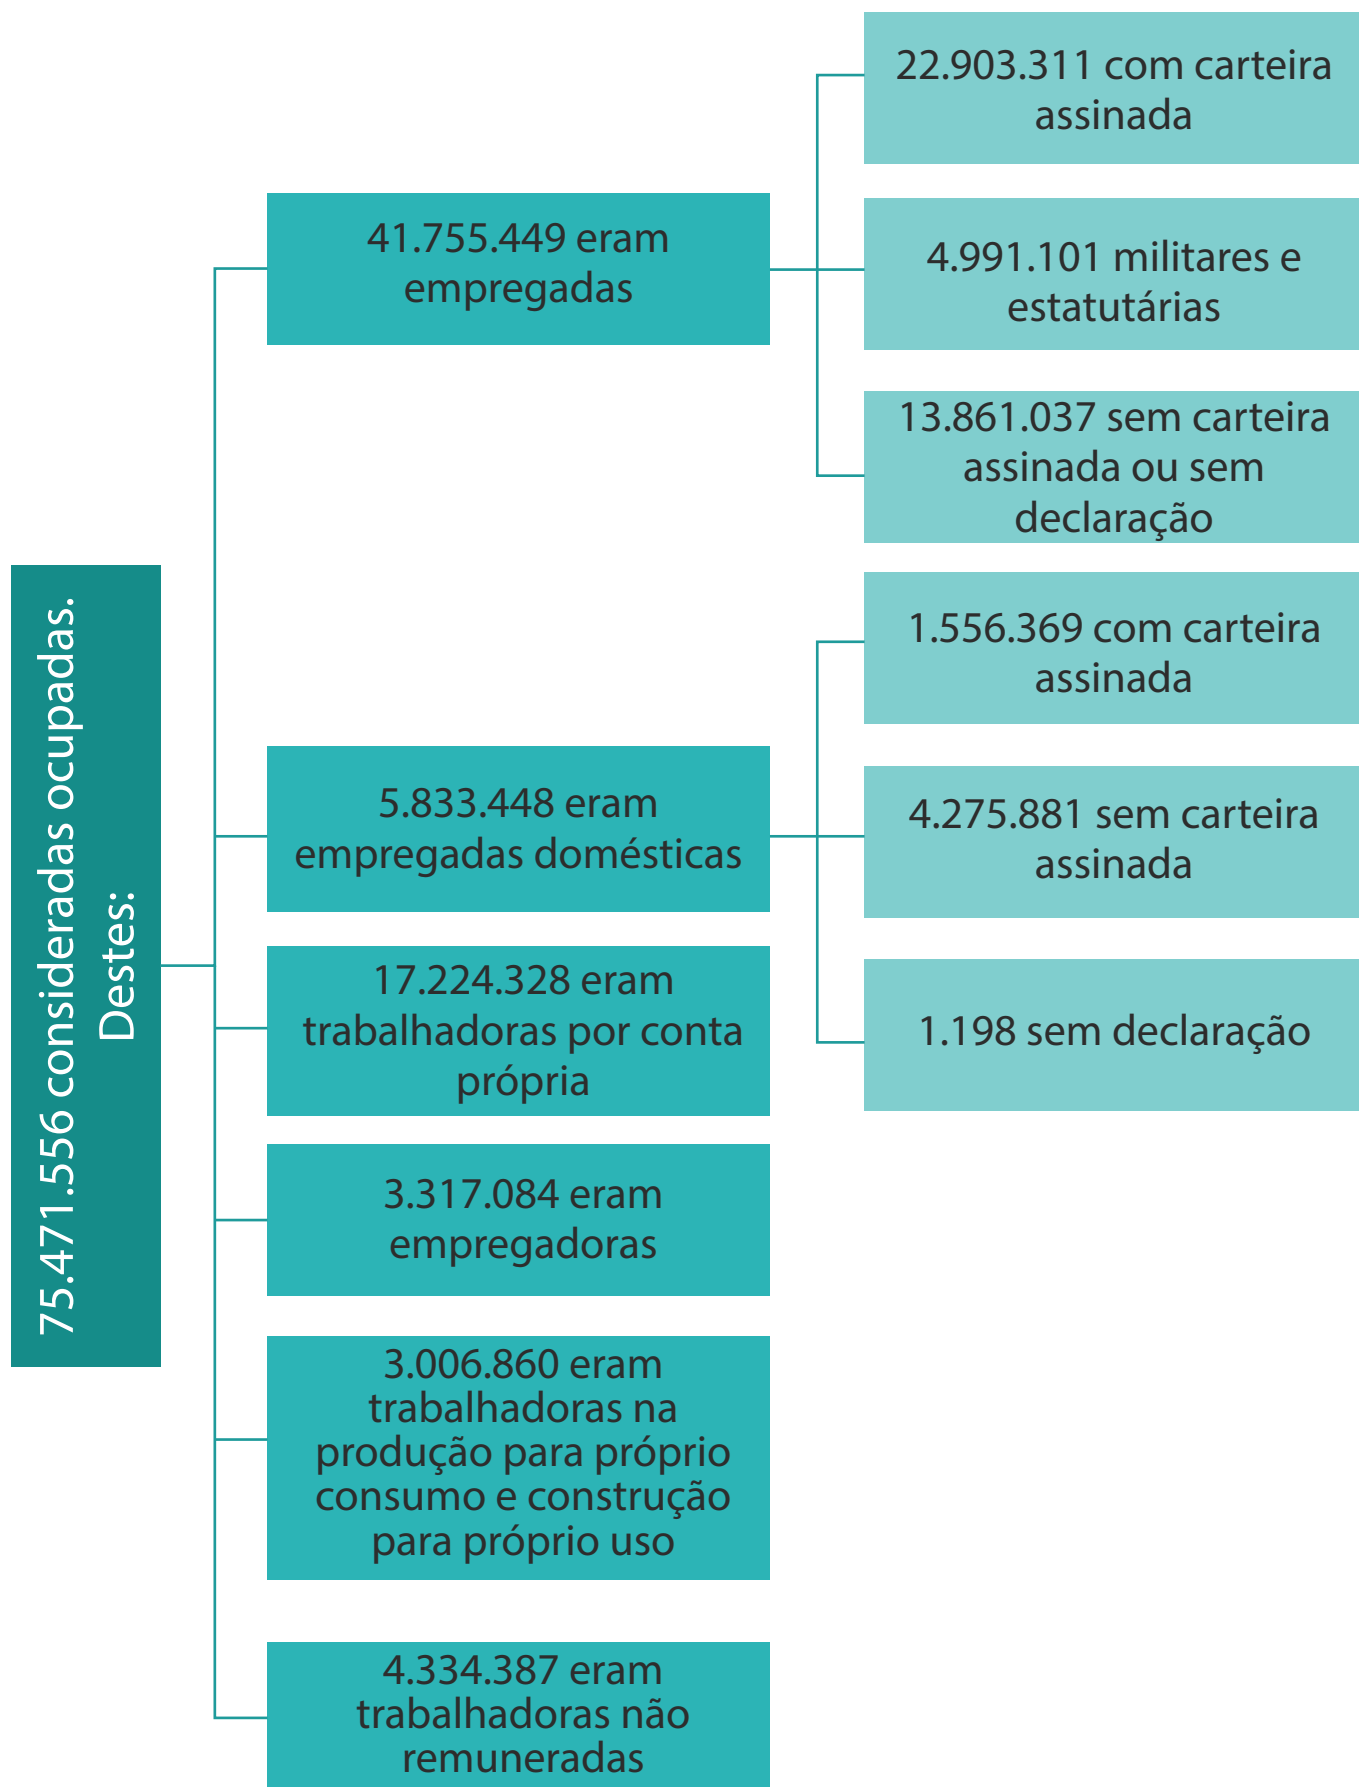 75.471.556 consideradas ocupadas.
Destes:
41.755.449 eram
empregadas
22.903.311 com carteira
assinada
4.991.101 militares e
estatutárias
13.861.037 sem carteira
assinada ou sem
declaração
5.833.448 eram
empregadas domésticas
1.556.369 com carteira
assinada
4.275.881 sem carteira
assinada
1.198 sem declaração
17.224.328 eram
trabalhadoras por conta
própria
3.317.084 eram
empregadoras
3.006.860 eram
trabalhadoras na
produção para próprio
consumo e construção
para próprio uso
4.334.387 eram
trabalhadoras não
remuneradas